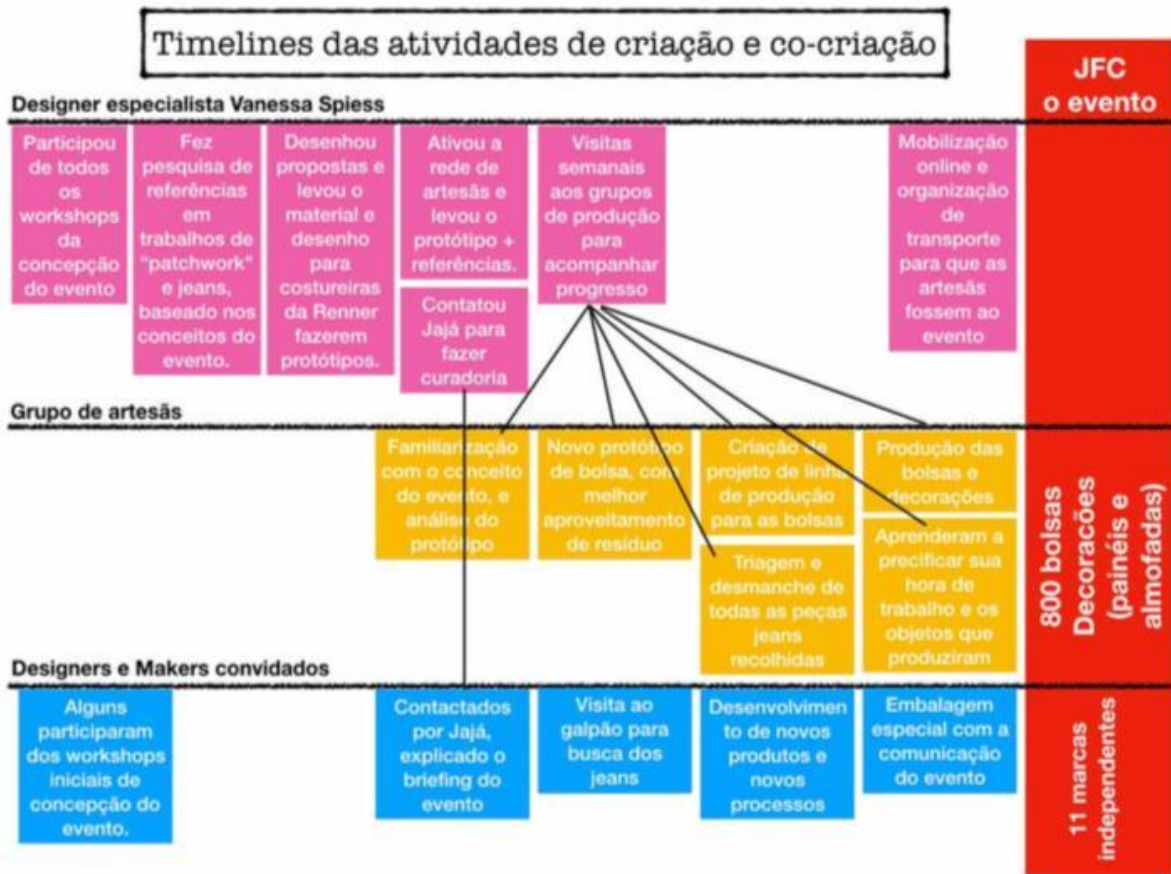 Timelines das atividades de criação e co-criação
JFC
o evento
Designer especialista Vanessa Spiess
Participou
de todos
os
workshops
da
concepção
do evento
Fez
pesquisa de
referências
em
trabalhos de
"patchwork"
e jeans,
baseado nos
conceitos do
evento.
Desenhou
propostas e
levou o
material e
desenho
para
costureiras
da Renner
fazerem
protótipos.
Ativou a
rede de
artesãs e
levou o
protótipo +
referências.
Contatou
Jajá para
fazer
curadoria
Visitas
semanais
aos grupos
de produção
para
acompanhar
progresso
Mobilização
online e
organização
de
transporte
para que as
artesãs
fossem ao
evento
Grupo de artesãs
Familiarização
com o conceito
do evento, e
análise do
protótipo
Novo protótipo
de bolsa, com
melhor
aproveitamento
de resíduo
Criação de
projeto de linha
de produção
para as bolsas
Triagem e
desmanche de
todas as peças
jeans
recolhidas
Produção das
bolsas e
decorações
Aprenderam a
precificar sua
hora de
trabalho e os
objetos que
produziram
800 bolsas
Decorações
(painéis e
almofadas)
Designers e Makers convidados
Alguns
participaram
dos workshops
iniciais de
concepção do
evento.
Contactados
por Jajá,
explicado o
briefing do
evento
Visita ao
galpão para
busca dos
jeans
Desenvolvimen
to de novos
produtos e
novos
processos
Embalagem
especial com a
comunicação
do evento
11 marcas
independentes